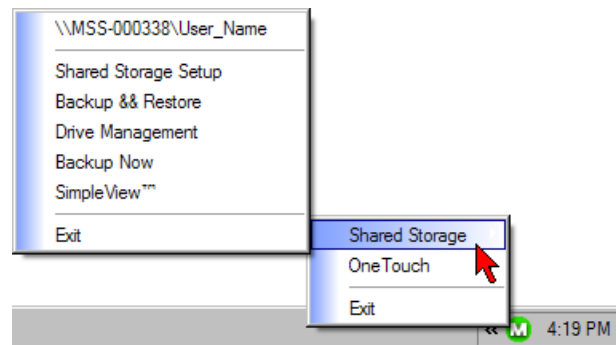 \\MSS-000338\User_Name
Shared Storage Setup
Backup && Restore
Drive Management
Backup Now
SimpleView™
Exit
Shared Storage
OneTouch
Exit
« M 4:19 PM